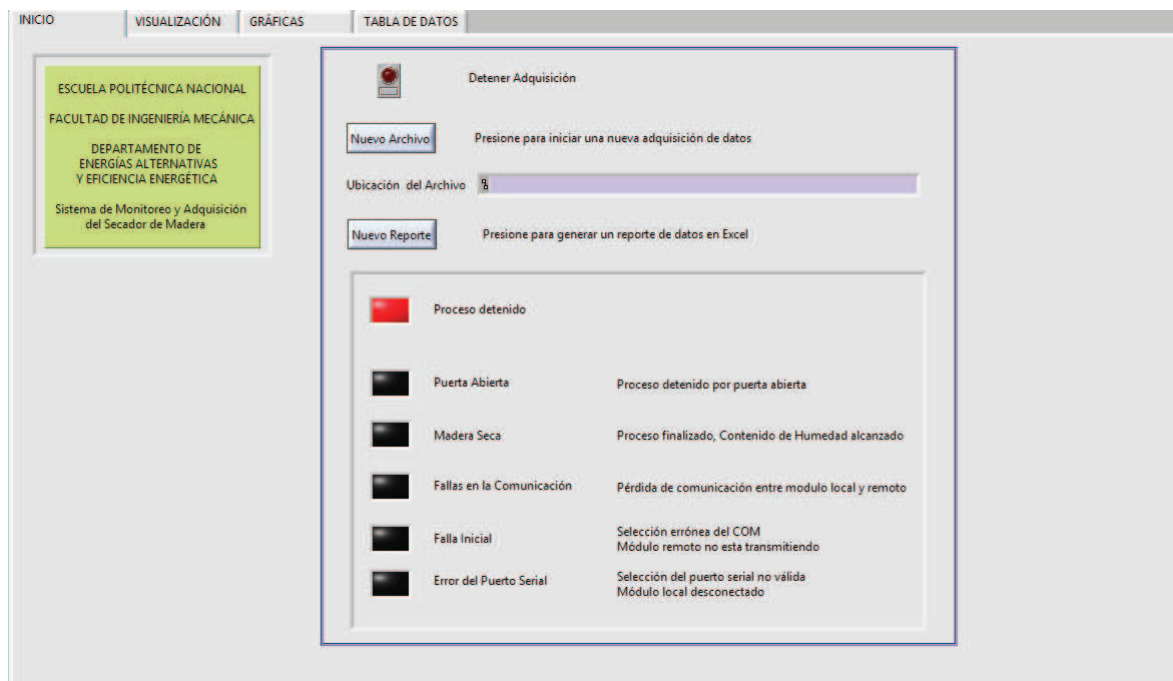 INICIO
VISUALIZACIÓN
GRÁFICAS
TABLA DE DATOS
ESCUELA POLITÉCNICA NACIONAL
FACULTAD DE INGENIERÍA MECÁNICA
DEPARTAMENTO DE
ENERGÍAS ALTERNATIVAS
Y EFICIENCIA ENERGÉTICA
Sistema de Monitoreo y Adquisición
del Secador de Madera
Detener Adquisición
Nuevo Archivo
Presione para iniciar una nueva adquisición de datos
Ubicación del Archivo
Nuevo Reporte
Presione para generar un reporte de datos en Excel
Proceso detenido
Puerta Abierta
Proceso detenido por puerta abierta
Madera Seca
Proceso finalizado, Contenido de Humedad alcanzado
Fallas en la Comunicación
Pérdida de comunicación entre modulo local y remoto
Falla Inicial
Selección errónea del COM
Módulo remoto no esta transmitiendo
Error del Puerto Serial
Selección del puerto serial no válida
Módulo local desconectado